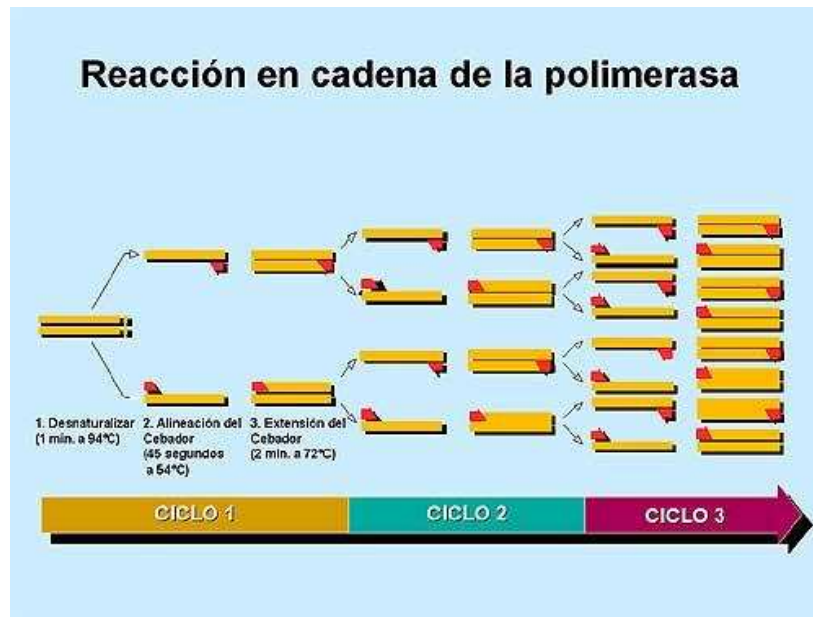 Reacción en cadena de la polimerasa
1. Desnaturalizar
(1 min. a 94°C)
2. Alineación del
Cebador
(45 segundos
a 54°C)
3. Extensión del
Cebador
(2 min. a 72°C)
CICLO 1
CICLO 2
CICLO 3